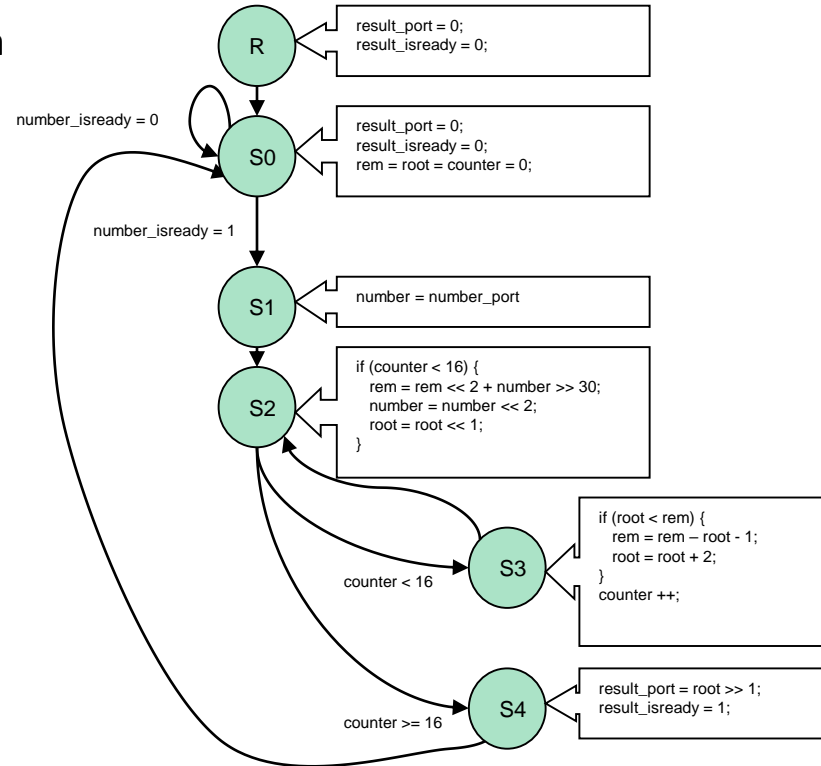 R
result_port = 0;
result_isready = 0;
number_isready = 0
S0
result_port = 0;
result_isready = 0;
rem = root = counter = 0;
number_isready = 1
S1
number = number_port
S2
if (counter < 16) {
rem = rem << 2 + number >> 30;
number = number << 2;
root = root << 1;
}
counter < 16
S3
if (root < rem) {
rem = rem – root - 1;
root = root + 2;
}
counter ++;
counter >= 16
S4
result_port = root >> 1;
result_isready = 1;